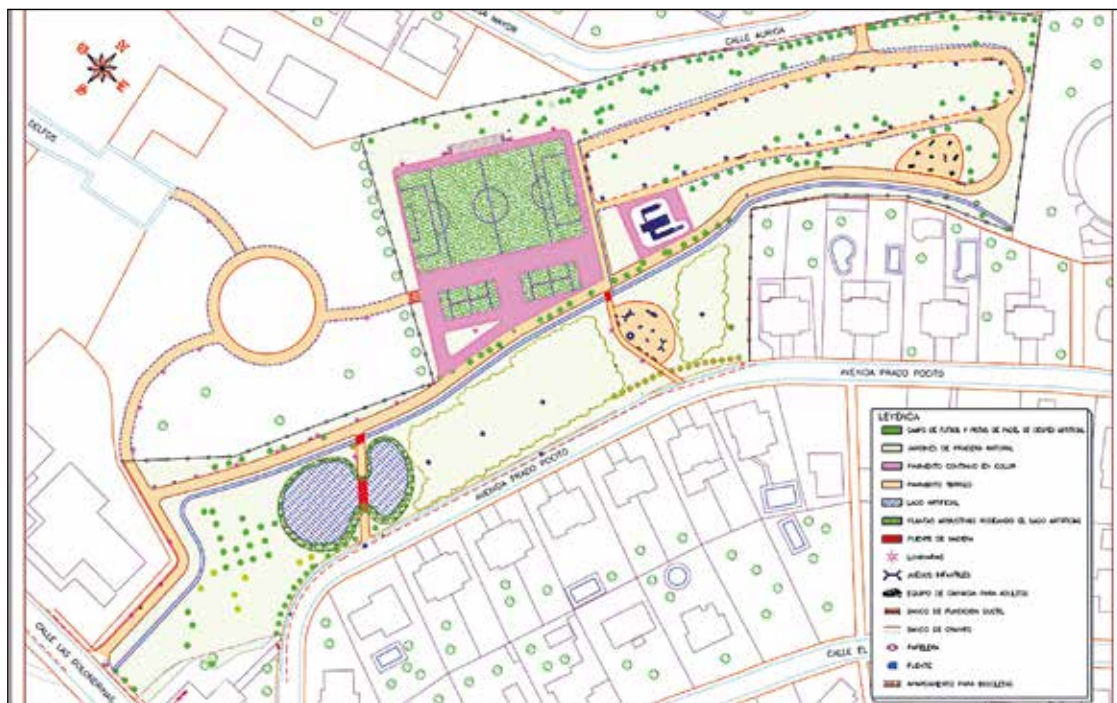 MAYOR
CALLE AURIGA
N
O
E
DELFOS
AVENIDA PRADO POCITO
AVENIDA PRADO POCITO
LEYENDA
CAMPO DE FUTBOL Y PISTAS DE PADEL DE CESPED ARTIFICIAL
JARDINES DE PRADERA NATURAL
PAVIMENTO CONTINUO EN COLOR
PAVIMENTO TERRIZO
LAGO ARTIFICIAL
PLANTAS ARBUSTIVAS RODEANDO EL LAGO ARTIFICIAL
PUENTE DE MADERA
LUMINARIAS
JUEGOS INFANTILES
EQUIPO DE GIMNASIA PARA ADULTOS
BANCO DE FUNDICION DUCTIL
BANCO DE GRANITO
PAPELERA
FUENTE
APARCAMIENTO PARA BICICLETAS
CALLE LAS GOLONDRINAS
CALLE EL